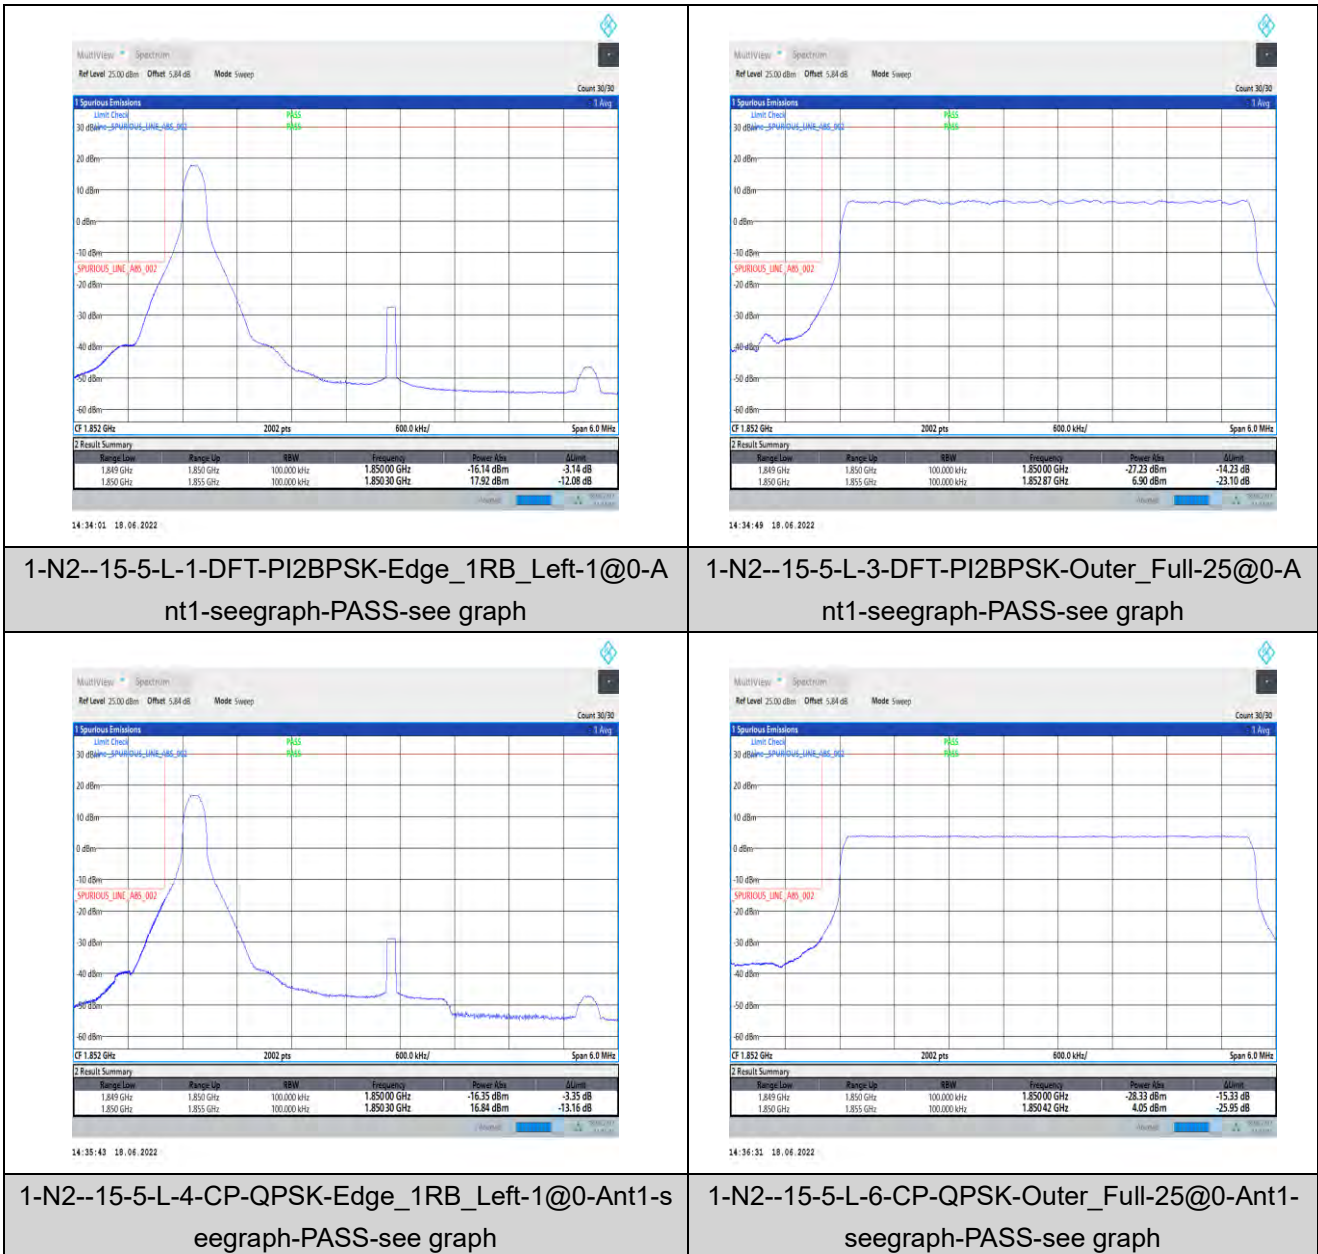 MultiView Spectrum
Ref Level 25.00 dBm Offset 5.84 dB Mode Sweep
Count 30/30
1 Spurious Emissions 1 Avg
Limit Check PASS
30 dBm _SPURIOUS_LINE_ABS_002 PASS
20 dBm
10 dBm
0 dBm
-10 dBm
_SPURIOUS_LINE_ABS_002
-20 dBm
-30 dBm
-40 dBm
-50 dBm
-60 dBm
CF 1.852 GHz 2002 pts 600.0 kHz/ Span 6.0 MHz
2 Result Summary
Range Low Range Up RBW Frequency Power Abs ΔLimit
1.849 GHz 1.850 GHz 100.000 kHz 1.85000 GHz -16.14 dBm -3.14 dB
1.850 GHz 1.855 GHz 100.000 kHz 1.85030 GHz 17.92 dBm -12.08 dB
14:34:01 18.06.2022
1-N2--15-5-L-1-DFT-PI2BPSK-Edge_1RB_Left-1@0-A
nt1-seegraph-PASS-see graph
MultiView Spectrum
Ref Level 25.00 dBm Offset 5.84 dB Mode Sweep
Count 30/30
1 Spurious Emissions 1 Avg
Limit Check PASS
30 dBm _SPURIOUS_LINE_ABS_002 PASS
20 dBm
10 dBm
0 dBm
-10 dBm
_SPURIOUS_LINE_ABS_002
-20 dBm
-30 dBm
-40 dBm
-50 dBm
-60 dBm
CF 1.852 GHz 2002 pts 600.0 kHz/ Span 6.0 MHz
2 Result Summary
Range Low Range Up RBW Frequency Power Abs ΔLimit
1.849 GHz 1.850 GHz 100.000 kHz 1.85000 GHz -27.23 dBm -14.23 dB
1.850 GHz 1.855 GHz 100.000 kHz 1.85287 GHz 6.90 dBm -23.10 dB
14:34:49 18.06.2022
1-N2--15-5-L-3-DFT-PI2BPSK-Outer_Full-25@0-A
nt1-seegraph-PASS-see graph
MultiView Spectrum
Ref Level 25.00 dBm Offset 5.84 dB Mode Sweep
Count 30/30
1 Spurious Emissions 1 Avg
Limit Check PASS
30 dBm _SPURIOUS_LINE_ABS_002 PASS
20 dBm
10 dBm
0 dBm
-10 dBm
_SPURIOUS_LINE_ABS_002
-20 dBm
-30 dBm
-40 dBm
-50 dBm
-60 dBm
CF 1.852 GHz 2002 pts 600.0 kHz/ Span 6.0 MHz
2 Result Summary
Range Low Range Up RBW Frequency Power Abs ΔLimit
1.849 GHz 1.850 GHz 100.000 kHz 1.85000 GHz -16.35 dBm -3.35 dB
1.850 GHz 1.855 GHz 100.000 kHz 1.85030 GHz 16.84 dBm -13.16 dB
14:35:43 18.06.2022
1-N2--15-5-L-4-CP-QPSK-Edge_1RB_Left-1@0-Ant1-s
eegraph-PASS-see graph
MultiView Spectrum
Ref Level 25.00 dBm Offset 5.84 dB Mode Sweep
Count 30/30
1 Spurious Emissions 1 Avg
Limit Check PASS
30 dBm _SPURIOUS_LINE_ABS_002 PASS
20 dBm
10 dBm
0 dBm
-10 dBm
_SPURIOUS_LINE_ABS_002
-20 dBm
-30 dBm
-40 dBm
-50 dBm
-60 dBm
CF 1.852 GHz 2002 pts 600.0 kHz/ Span 6.0 MHz
2 Result Summary
Range Low Range Up RBW Frequency Power Abs ΔLimit
1.849 GHz 1.850 GHz 100.000 kHz 1.85000 GHz -28.33 dBm -15.33 dB
1.850 GHz 1.855 GHz 100.000 kHz 1.85042 GHz 4.05 dBm -25.95 dB
14:36:31 18.06.2022
1-N2--15-5-L-6-CP-QPSK-Outer_Full-25@0-Ant1-
seegraph-PASS-see graph